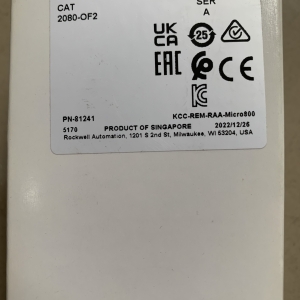 CAT
2080-OF2
SER
A
UK
CA
25
EAC
PN-81241
KCC-REM-RAA-Micro800
5170
PRODUCT OF SINGAPORE
2022/12/26
Rockwell Automation, 1201 S 2nd St, Milwaukee, WI 53204, USA